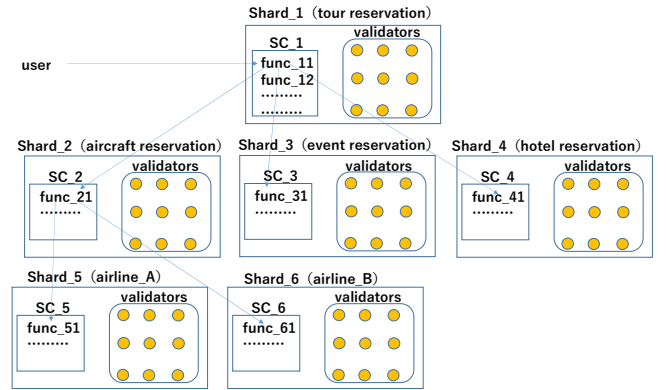 Shard_1（tour reservation）
validators
SC_1
user
func_11
func_12
………
………
Shard_2（aircraft reservation）
validators
SC_2
func_21
………
Shard_3（event reservation）
validators
SC_3
func_31
………
Shard_4（hotel reservation）
validators
SC_4
func_41
………
Shard_5（airline_A）
validators
SC_5
func_51
………
Shard_6（airline_B）
validators
SC_6
func_61
………